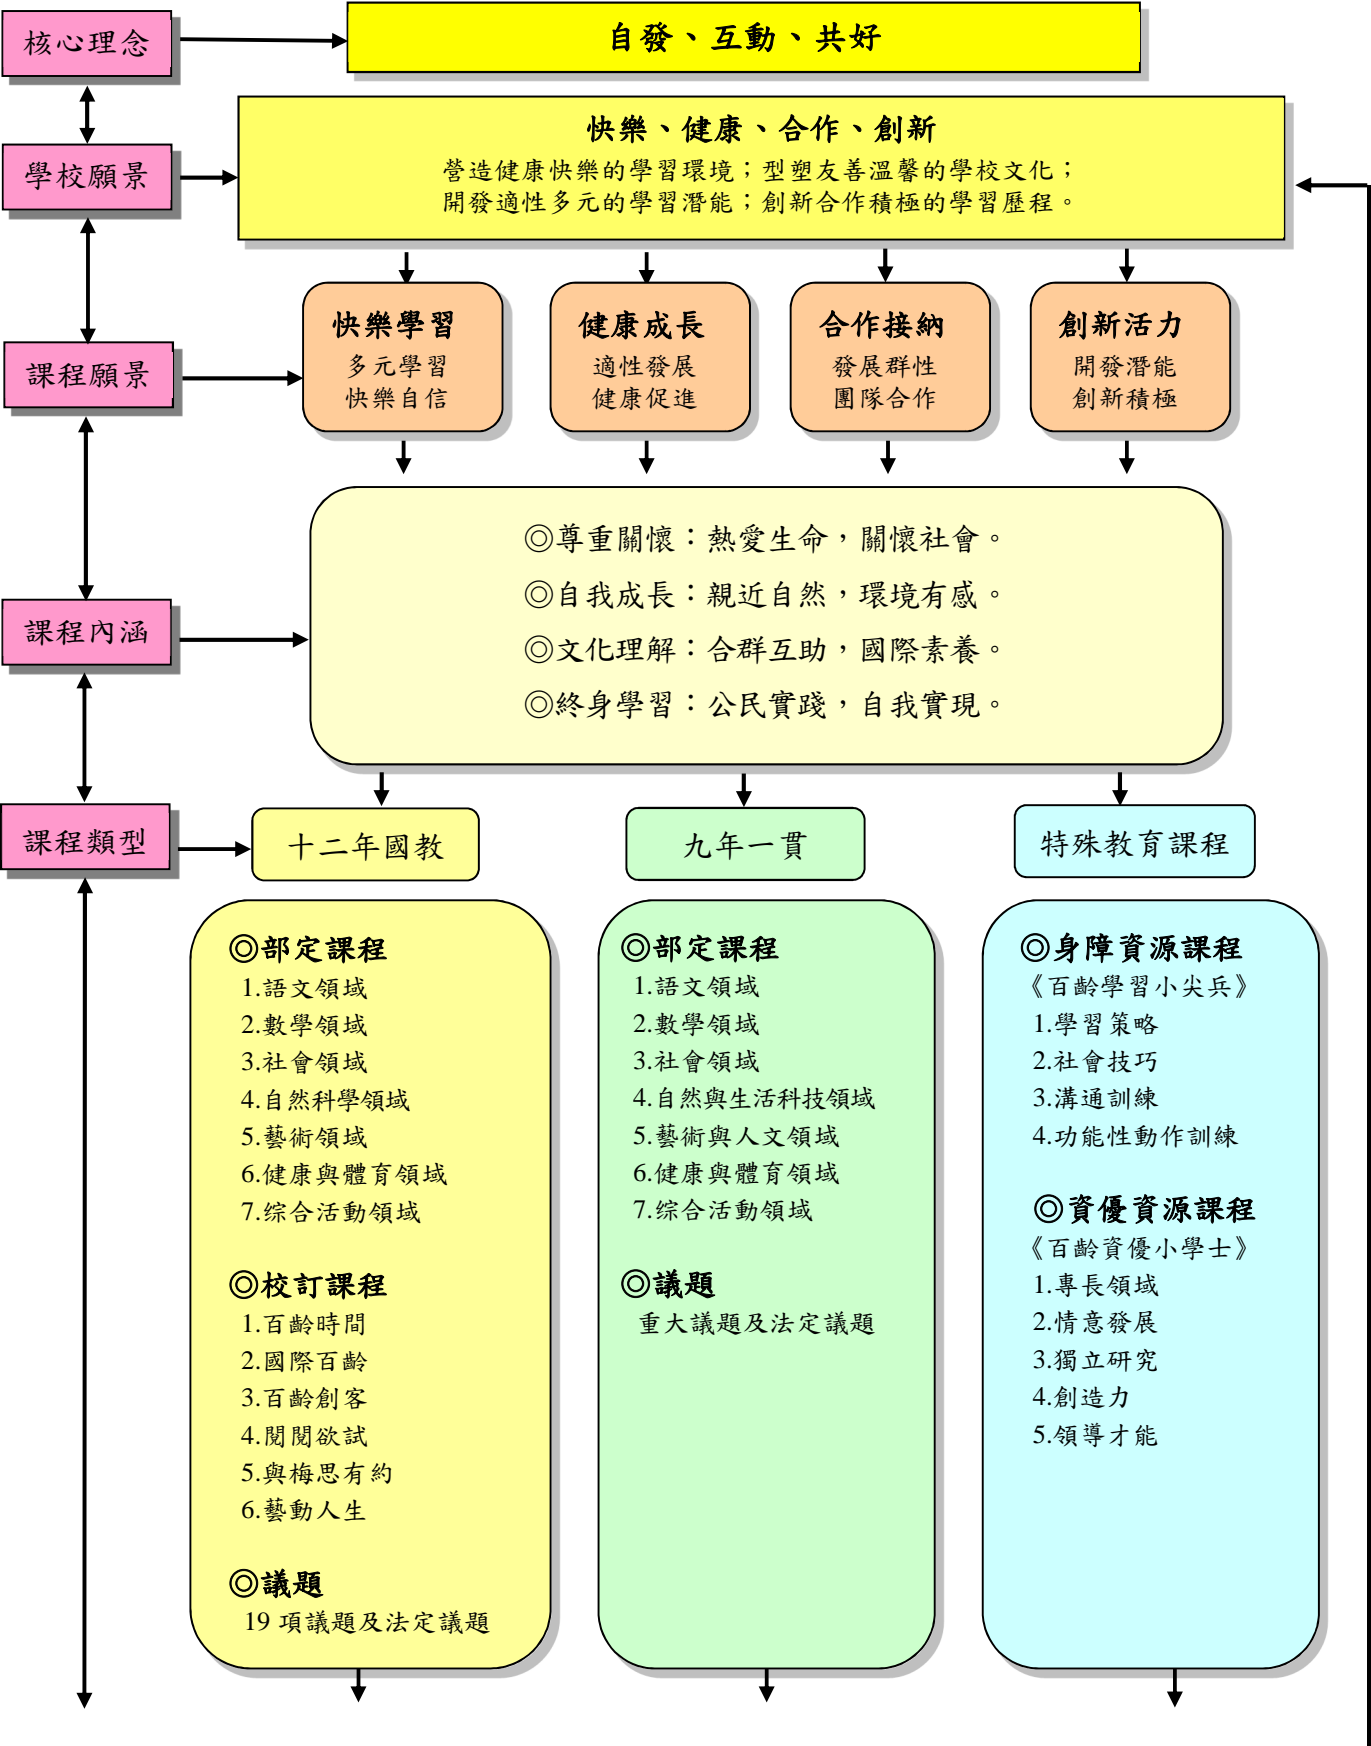 核心理念
自發、互動、共好
學校願景
快樂、健康、合作、創新
營造健康快樂的學習環境；型塑友善溫馨的學校文化；
開發適性多元的學習潛能；創新合作積極的學習歷程。
課程願景
快樂學習
多元學習
快樂自信
健康成長
適性發展
健康促進
合作接納
發展群性
團隊合作
創新活力
開發潛能
創新積極
課程內涵
◎尊重關懷：熱愛生命，關懷社會。
◎自我成長：親近自然，環境有感。
◎文化理解：合群互助，國際素養。
◎終身學習：公民實踐，自我實現。
課程類型
十二年國教
九年一貫
特殊教育課程
◎部定課程
1.語文領域
2.數學領域
3.社會領域
4.自然科學領域
5.藝術領域
6.健康與體育領域
7.综合活動領域
◎校訂課程
1.百齡時間
2.國際百齡
3.百齡創客
4.閱閱欲試
5.與梅思有約
6.藝動人生
◎議題
19 項議題及法定議題
◎部定課程
1.語文領域
2.數學領域
3.社會領域
4.自然與生活科技領域
5.藝術與人文領域
6.健康與體育領域
7.综合活動領域
◎議題
重大議題及法定議題
◎身障資源課程
《百齡學習小尖兵》
1.學習策略
2.社會技巧
3.溝通訓練
4.功能性動作訓練
◎資優資源課程
《百齡資優小學士》
1.專長領域
2.情意發展
3.獨立研究
4.創造力
5.領導才能